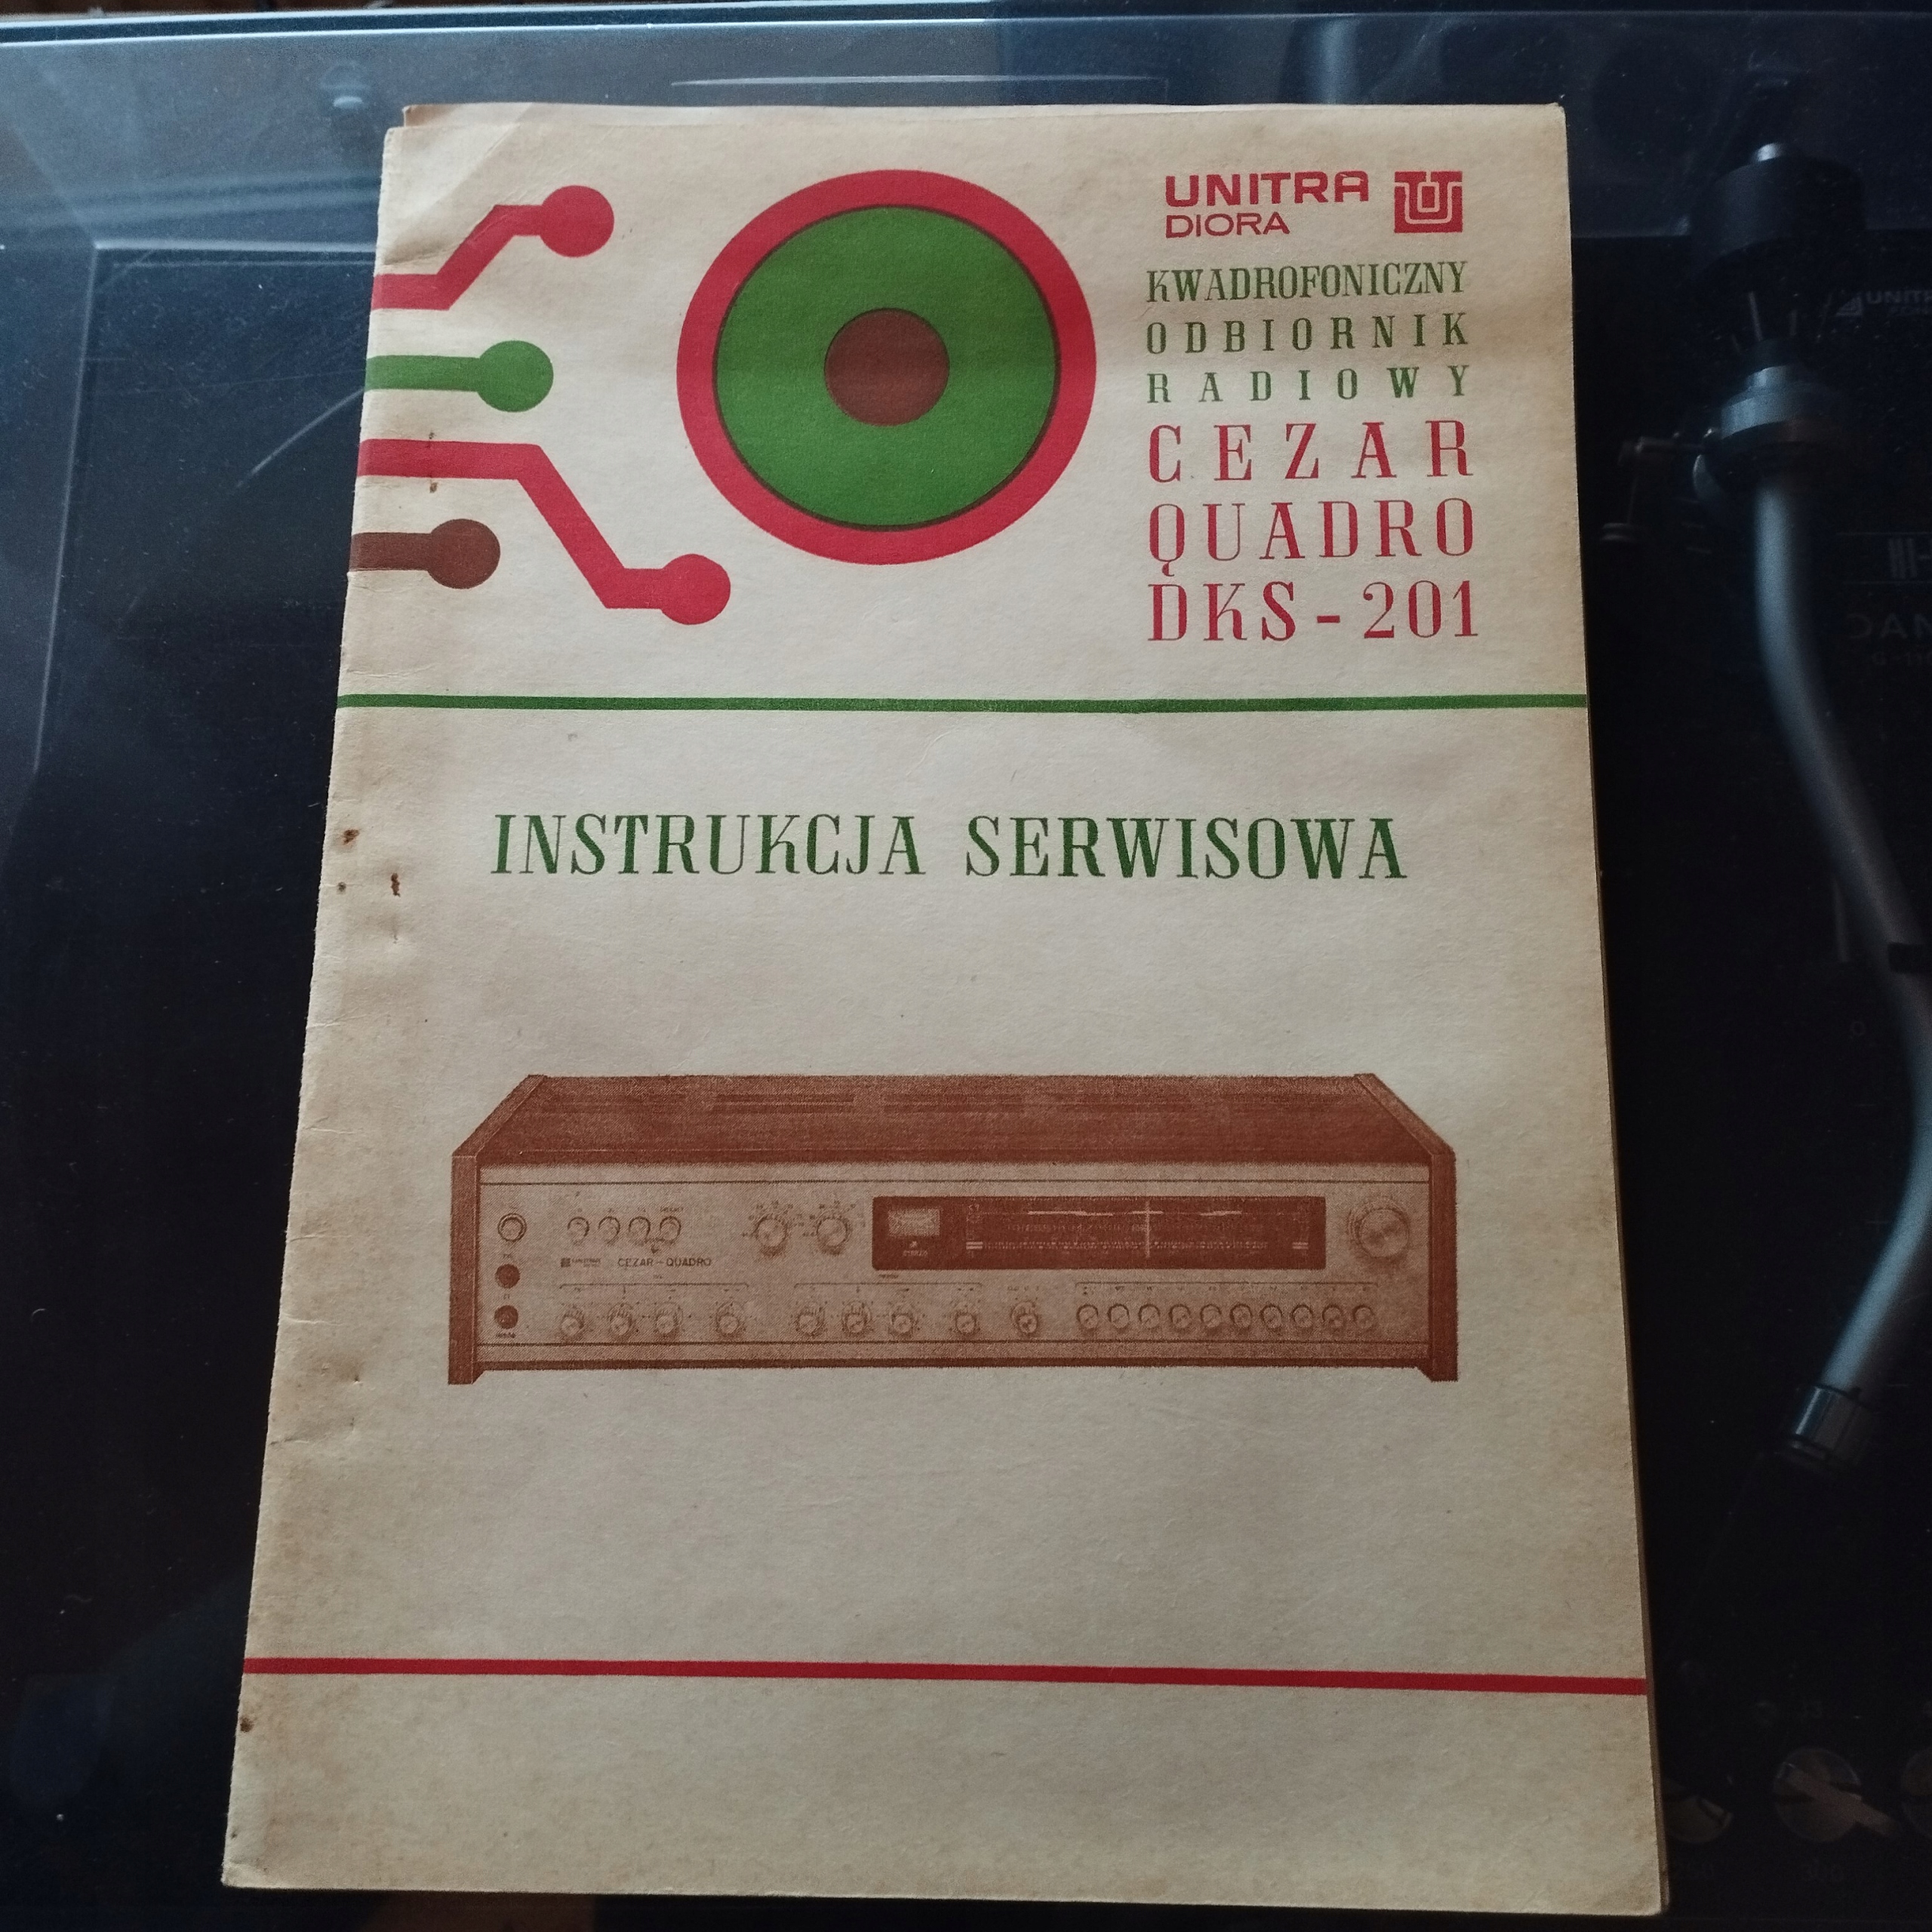 UNITRA
DIORA
KWADROFONICZNY
ODBIORNIK
RADIOWY
CEZAR
QUADRO
DKS-201
INSTRUKCJA SERWISOWA
CEZAR-QUADRO